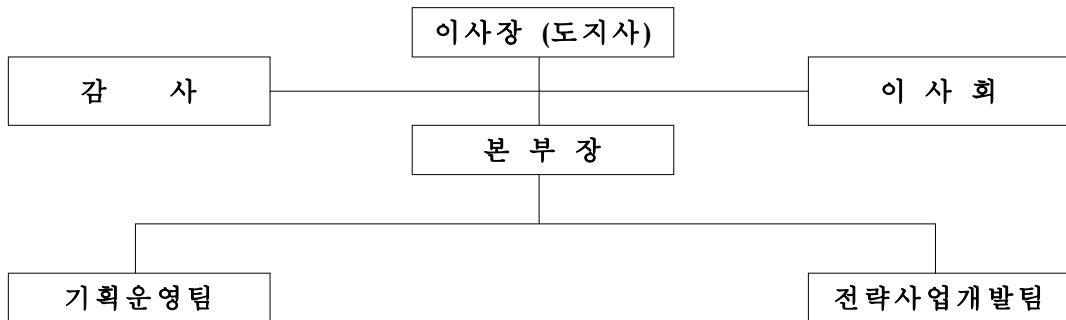 이사장 (도지사)
감 사
이 사 회
본 부 장
기획운영팀
전략사업개발팀